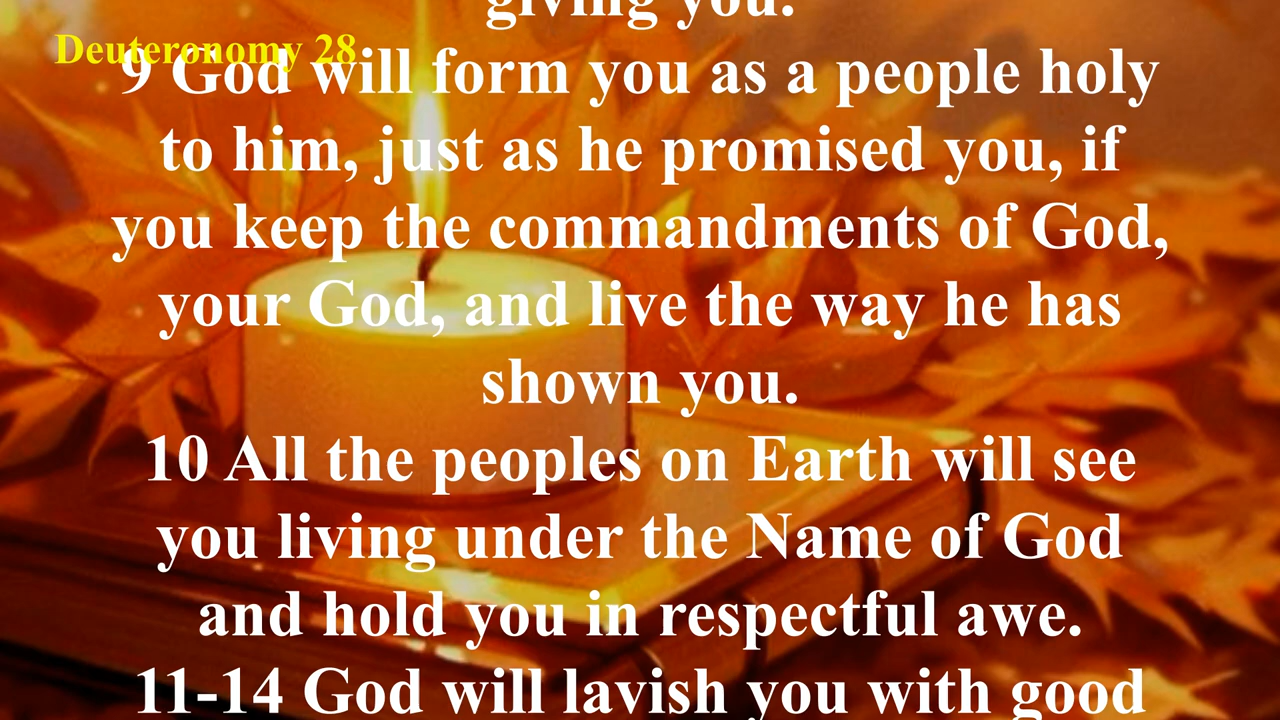 giving you.
Deuteronomy 28
9 God will form you as a people holy
to him, just as he promised you, if
you keep the commandments of God,
your God, and live the way he has
shown you.
10 All the peoples on Earth will see
you living under the Name of God
and hold you in respectful awe.
11-14 God will lavish you with good